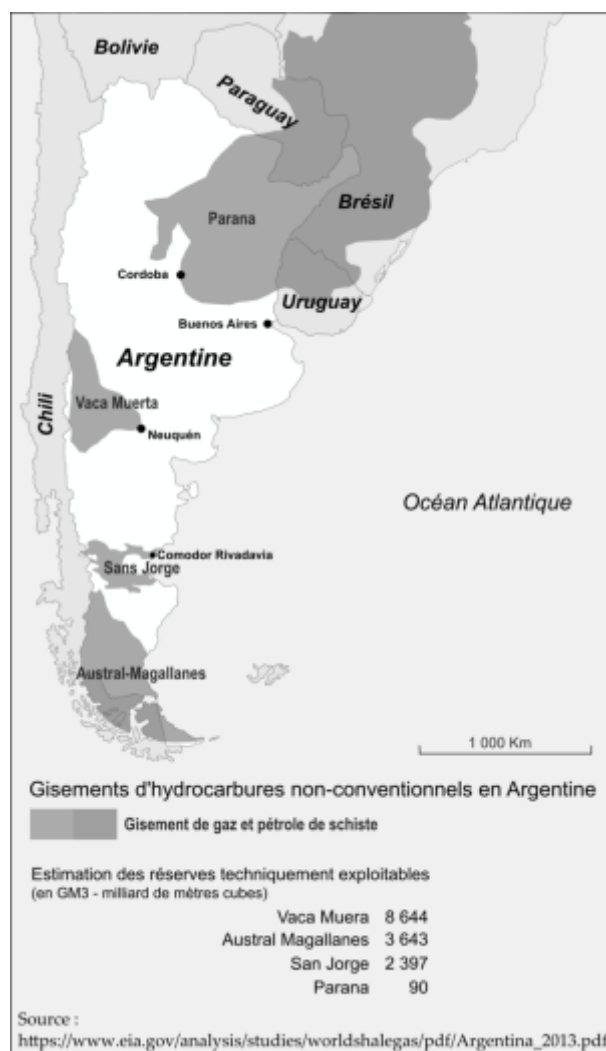 Bolivie
Paraguay
Parana
Brésil
Cordoba
Uruguay
Buenos Aires
Argentine
Chili
Vaca Muerta
Neuquén
Océan Atlantique
Comodor Rivadavia
Sans Jorge
Austral-Magallanes
1 000 Km
Gisements d'hydrocarbures non-conventionnels en Argentine
Gisement de gaz et pétrole de schiste
Estimation des réserves techniquement exploitables
(en GM3 - milliard de mètres cubes)
Vaca Muera 8 644
Austral Magallanes 3 643
San Jorge 2 397
Parana 90
Source :
https://www.eia.gov/analysis/studies/worldshalegas/pdf/Argentina_2013.pdf